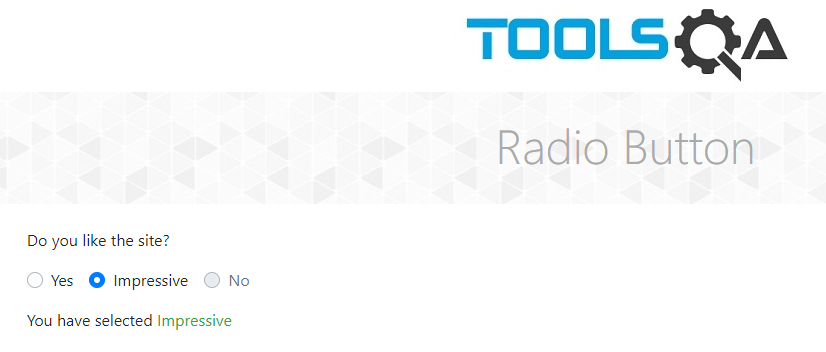 TOOLSQA
Radio Button
Do you like the site?
Yes Impressive No
You have selected Impressive